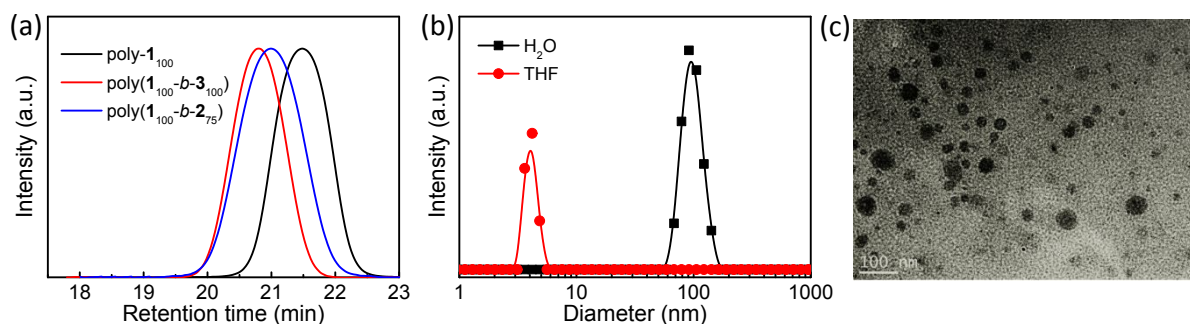 (a)
poly-1₁₀₀
poly(1₁₀₀-b-3₁₀₀)
poly(1₁₀₀-b-2₇₅)
Intensity (a.u.)
18 19 20 21 22 23
Retention time (min)
(b)
H₂O
THF
Intensity (a.u.)
1 10 100 1000
Diameter (nm)
(c)
100 nm